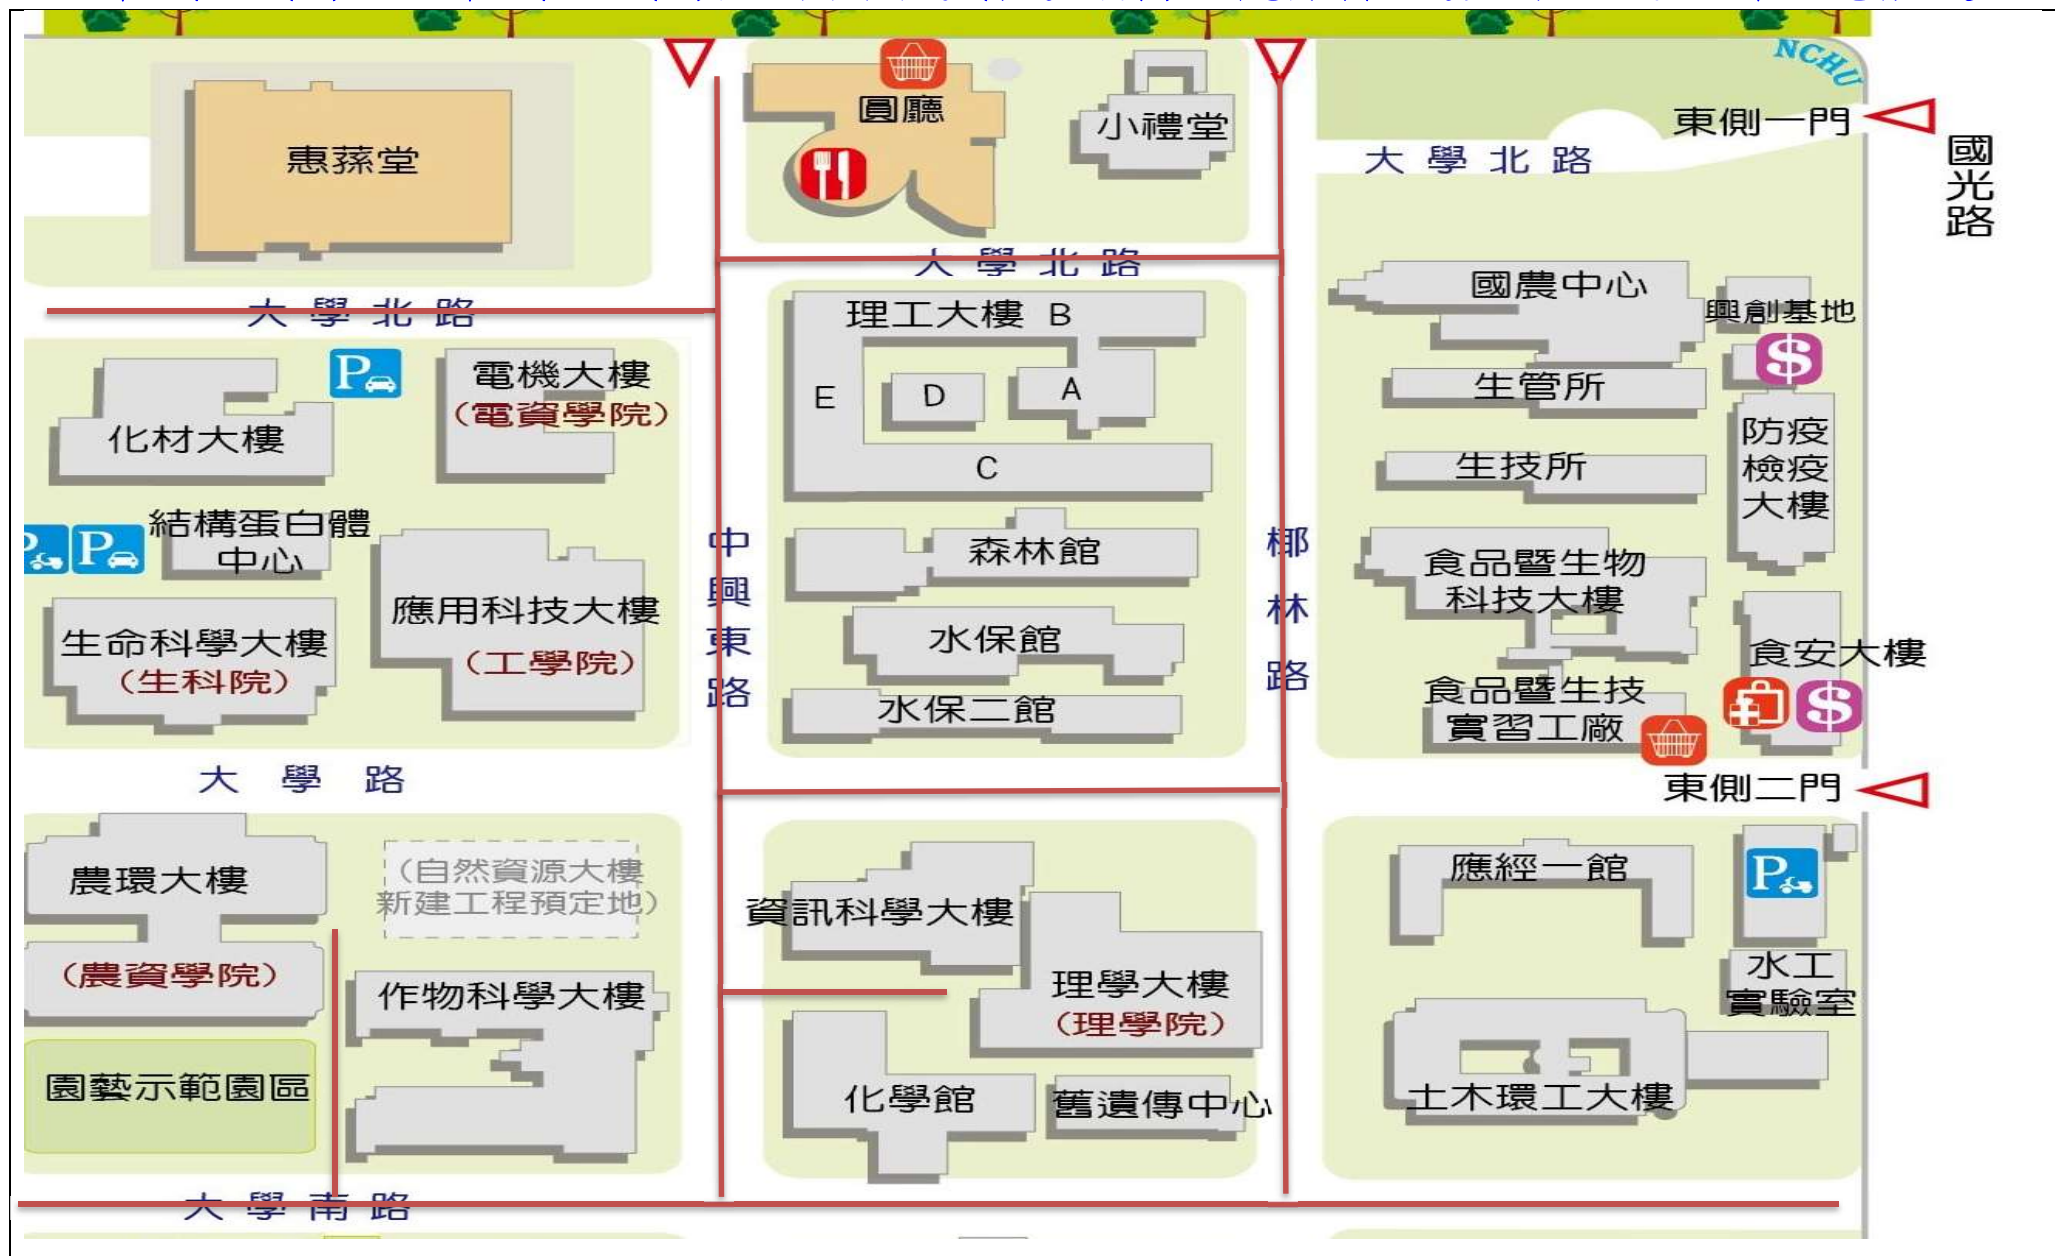 NCHU
東側一門
國光路
惠蓀堂
圓廳
小禮堂
大學北路
大學北路
大學北路
理工大樓 B
E
D
A
C
國農中心
興創基地
$
生管所
防疫
檢疫
大樓
生技所
P
電機大樓
(電資學院)
化材大樓
結構蛋白體
中心
P
應用科技大樓
(工學院)
生命科學大樓
(生科院)
中興東路
森林館
水保館
水保二館
椰林路
食品暨生物
科技大樓
食安大樓
$
食品暨生技
實習工廠
大學路
東側二門
農環大樓
(農資學院)
(自然資源大樓
新建工程預定地)
作物科學大樓
園藝示範園區
資訊科學大樓
理學大樓
(理學院)
化學館
舊遺傳中心
應經一館
P
水工
實驗室
土木環工大樓
大學南路